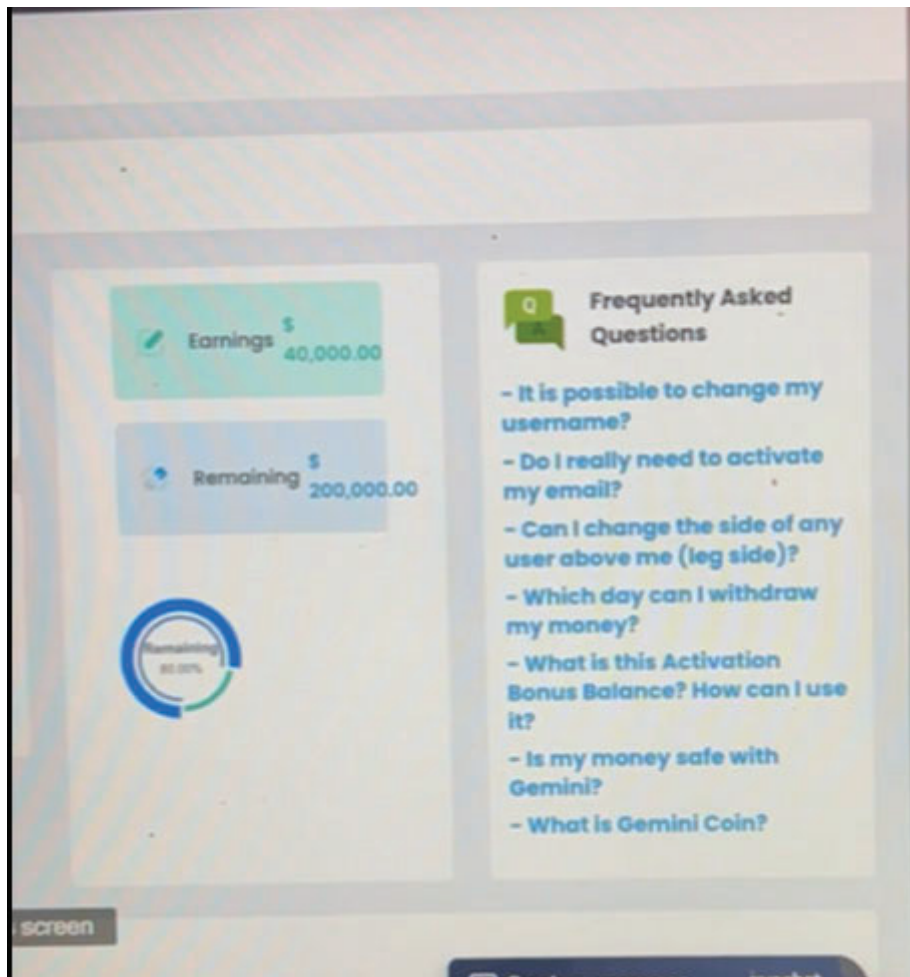 Earnings
$
40,000.00
Remaining
$
200,000.00
Remaining
80.00%
Q
A
Frequently Asked
Questions
- It is possible to change my
username?
- Do I really need to activate
my email?
- Can I change the side of any
user above me (leg side)?
- Which day can I withdraw
my money?
- What is this Activation
Bonus Balance? How can I use
it?
- Is my money safe with
Gemini?
- What is Gemini Coin?
screen